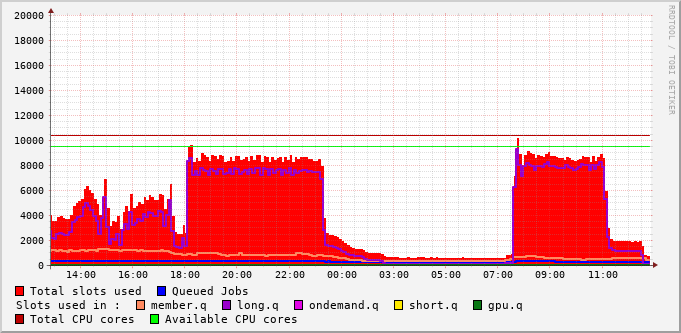 20000
18000
16000
14000
12000
10000
8000
6000
4000
2000
0
14:00 16:00 18:00 20:00 22:00 00:00 03:00 05:00 07:00 09:00 11:00
RRDTOOL / TOBI OETIKER
Total slots used Queued Jobs
Slots used in : member.q long.q ondemand.q short.q gpu.q
Total CPU cores Available CPU cores